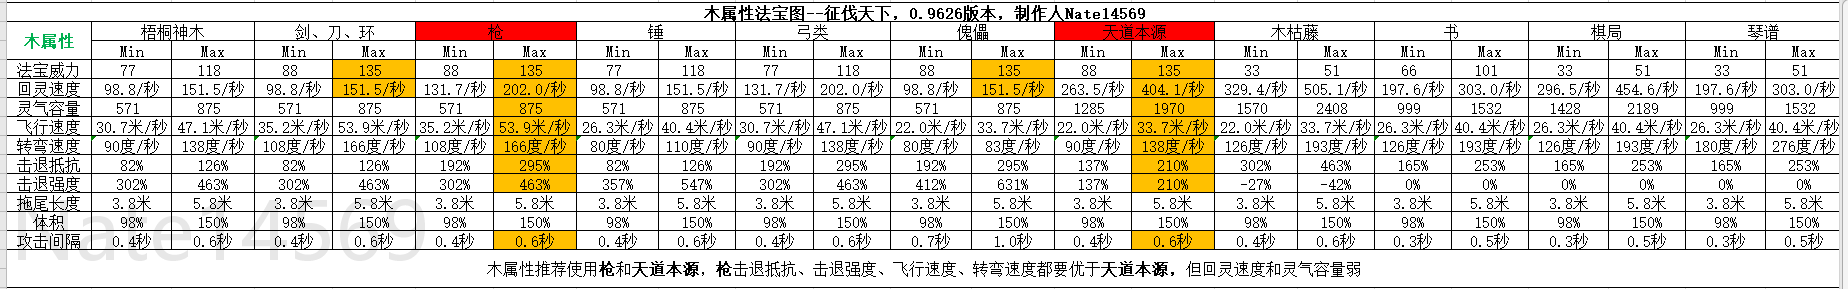 木属性法宝图--征伐天下，0.9626版本，制作人Nate14569
木属性 梧桐神木 剑、刀、环 枪 锤 弓类 傀儡 天道本源 木枯藤 书 棋局 琴谱
Min Max Min Max Min Max Min Max Min Max Min Max Min Max Min Max Min Max Min Max Min Max
法宝威力 77 118 88 135 88 135 77 118 77 118 88 135 88 135 33 51 66 101 33 51 33 51
回灵速度 98.8/秒 151.5/秒 98.8/秒 151.5/秒 131.7/秒 202.0/秒 98.8/秒 151.5/秒 131.7/秒 202.0/秒 98.8/秒 151.5/秒 263.5/秒 404.1/秒 329.4/秒 505.1/秒 197.6/秒 303.0/秒 296.5/秒 454.6/秒 197.6/秒 303.0/秒
灵气容量 571 875 571 875 571 875 571 875 571 875 571 875 1285 1970 1570 2408 999 1532 1428 2189 999 1532
飞行速度 30.7米/秒 47.1米/秒 35.2米/秒 53.9米/秒 35.2米/秒 53.9米/秒 26.3米/秒 40.4米/秒 30.7米/秒 47.1米/秒 22.0米/秒 33.7米/秒 22.0米/秒 33.7米/秒 22.0米/秒 33.7米/秒 26.3米/秒 40.4米/秒 26.3米/秒 40.4米/秒 26.3米/秒 40.4米/秒
转弯速度 90度/秒 138度/秒 108度/秒 166度/秒 108度/秒 166度/秒 80度/秒 110度/秒 90度/秒 138度/秒 80度/秒 83度/秒 90度/秒 138度/秒 126度/秒 193度/秒 126度/秒 193度/秒 126度/秒 193度/秒 180度/秒 276度/秒
击退抵抗 82% 126% 82% 126% 192% 295% 82% 126% 192% 295% 192% 295% 137% 210% 302% 463% 165% 253% 165% 253% 165% 253%
击退强度 302% 463% 302% 463% 302% 463% 357% 547% 302% 463% 412% 631% 137% 210% -27% -42% 0% 0% 0% 0% 0% 0%
拖尾长度 3.8米 5.8米 3.8米 5.8米 3.8米 5.8米 3.8米 5.8米 3.8米 5.8米 3.8米 5.8米 3.8米 5.8米 3.8米 5.8米 3.8米 5.8米 3.8米 5.8米 3.8米 5.8米
体积 98% 150% 98% 150% 98% 150% 98% 150% 98% 150% 98% 150% 98% 150% 98% 150% 98% 150% 98% 150% 98% 150%
攻击间隔 0.4秒 0.6秒 0.4秒 0.6秒 0.4秒 0.6秒 0.4秒 0.6秒 0.4秒 0.6秒 0.7秒 1.0秒 0.4秒 0.6秒 0.4秒 0.6秒 0.3秒 0.5秒 0.3秒 0.5秒 0.3秒 0.5秒
Nate14569
木属性推荐使用枪和天道本源，枪击退抵抗、击退强度、飞行速度、转弯速度都要优于天道本源，但回灵速度和灵气容量弱